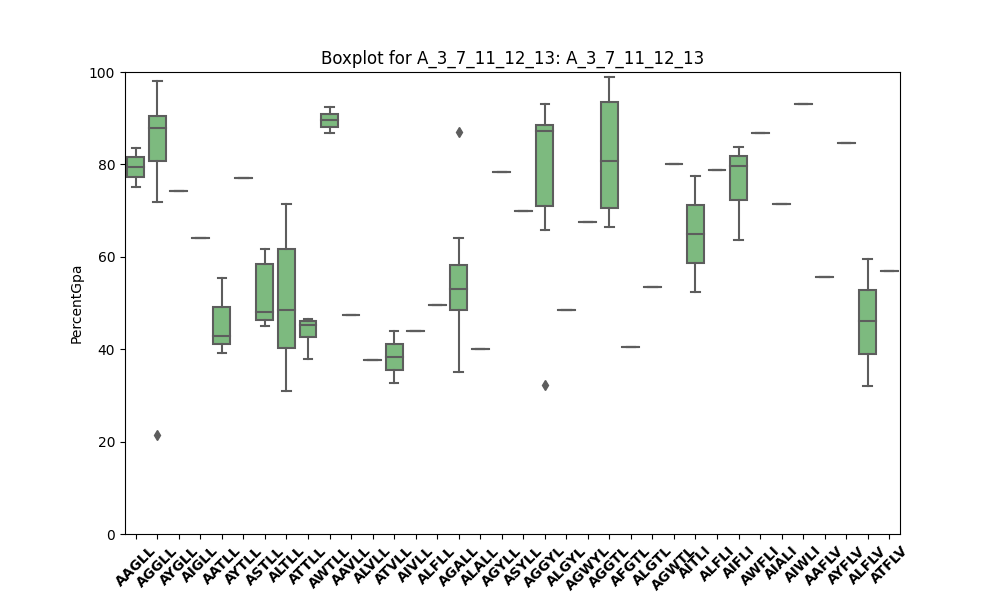 Boxplot for A_3_7_11_12_13: A_3_7_11_12_13
100
80
60
40
20
0
PercentGpa
AAGLL
AGGLL
AYGLL
AIGLL
AATLL
AYTLL
ASTLL
ALTLL
ATTLL
AWTLL
AAVLL
ALVLL
ATVLL
AIVLL
ALFLL
AGALL
ALALL
AGYLL
ASYLL
AGGYL
ALGYL
AGWYL
AGGTL
AFGTL
ALGTL
AGWTL
AITLI
ALFLI
AIFLI
AWFLI
AIALI
AIWLI
AAFLV
AYFLV
ALFLV
ATFLV